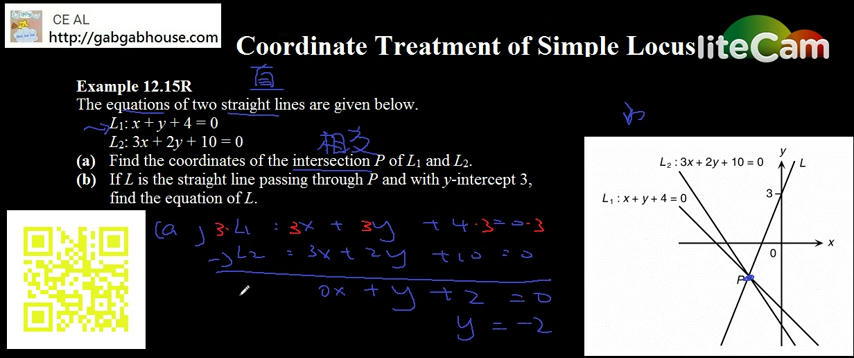 CE AL
http://gabgabhouse.com/
Coordinate Treatment of Simple Locus
liteCam
Example 12.15R
直
The equations of two straight lines are given below.
L₁: x + y + 4 = 0
L₂: 3x + 2y + 10 = 0
相交
(a) Find the coordinates of the intersection P of L₁ and L₂.
(b) If L is the straight line passing through P and with y-intercept 3,
find the equation of L.
(a) 3·L1 : 3x + 3y + 4·3 = 0·3
-) L2 = 3x + 2y + 10 = 0
0x + y + 2 = 0
y = -2
y
L₂ : 3x + 2y + 10 = 0
L
3
L₁ : x + y + 4 = 0
x
0
P